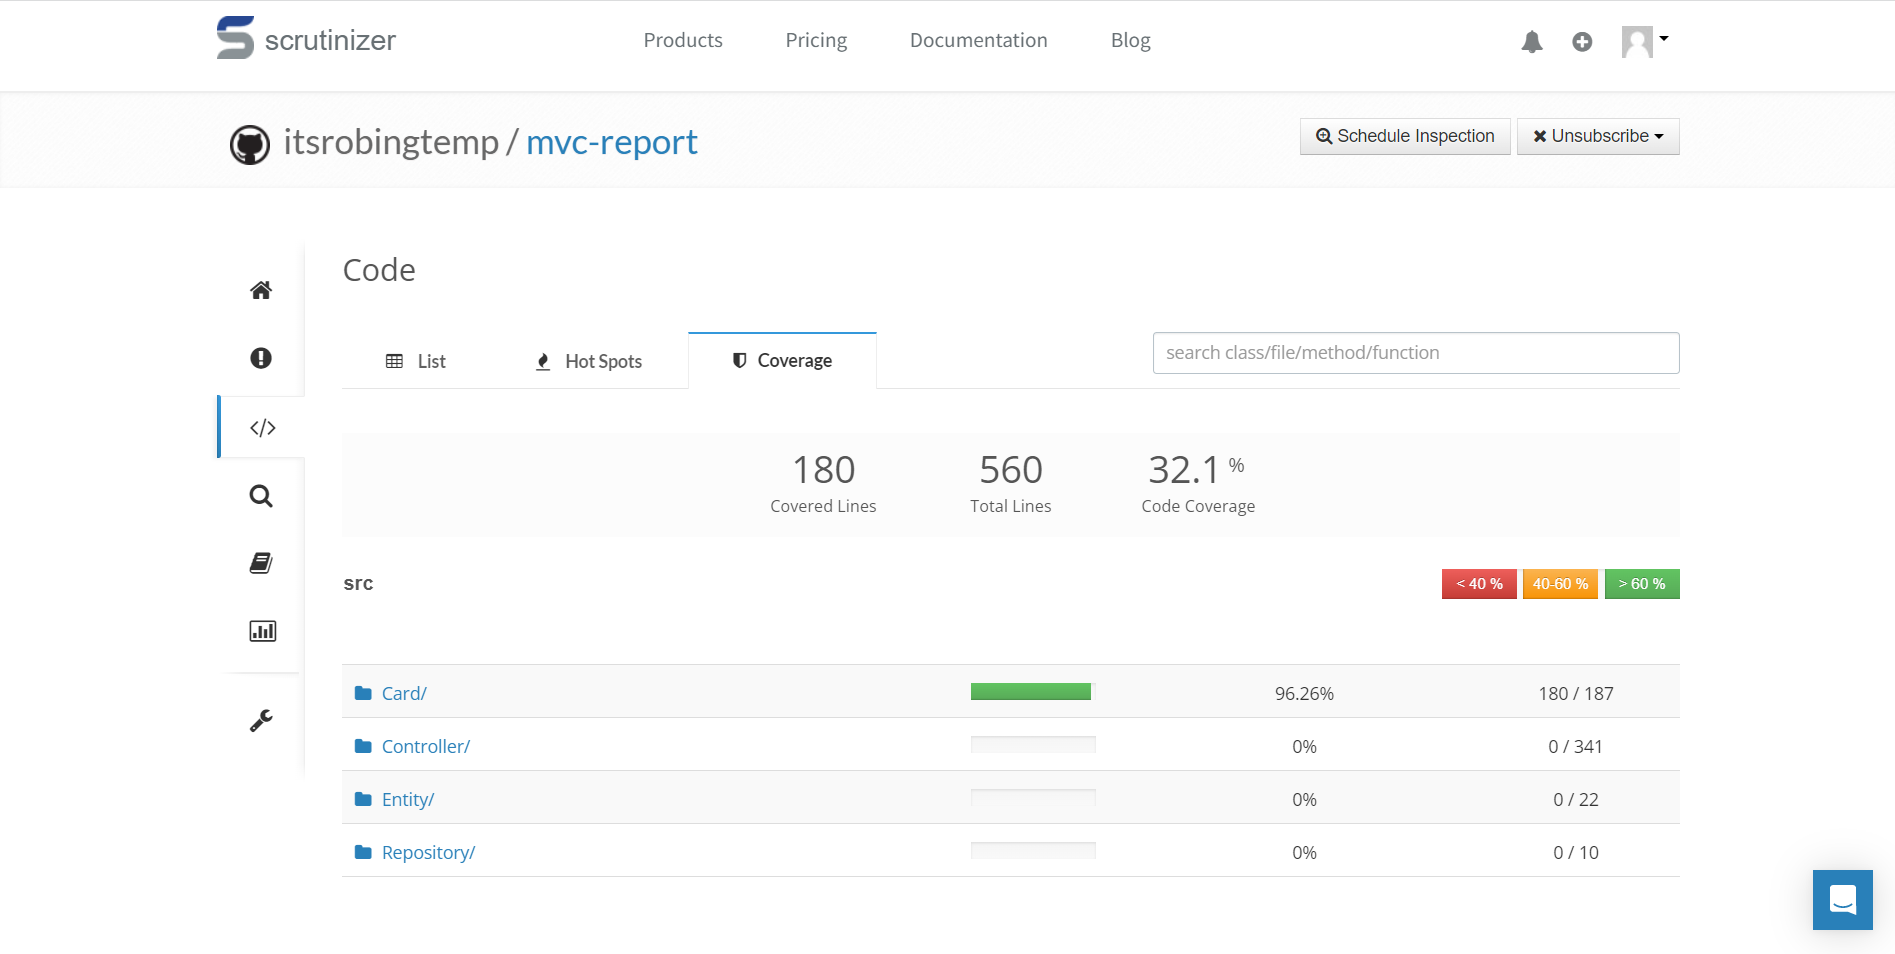 scrutinizer
Products
Pricing
Documentation
Blog
itsrobingtemp / mvc-report
Schedule Inspection
Unsubscribe
Code
List
Hot Spots
Coverage
search class/file/method/function
180
Covered Lines
560
Total Lines
32.1 %
Code Coverage
src
< 40 %
40-60 %
> 60 %
Card/ 96.26% 180 / 187
Controller/ 0% 0 / 341
Entity/ 0% 0 / 22
Repository/ 0% 0 / 10